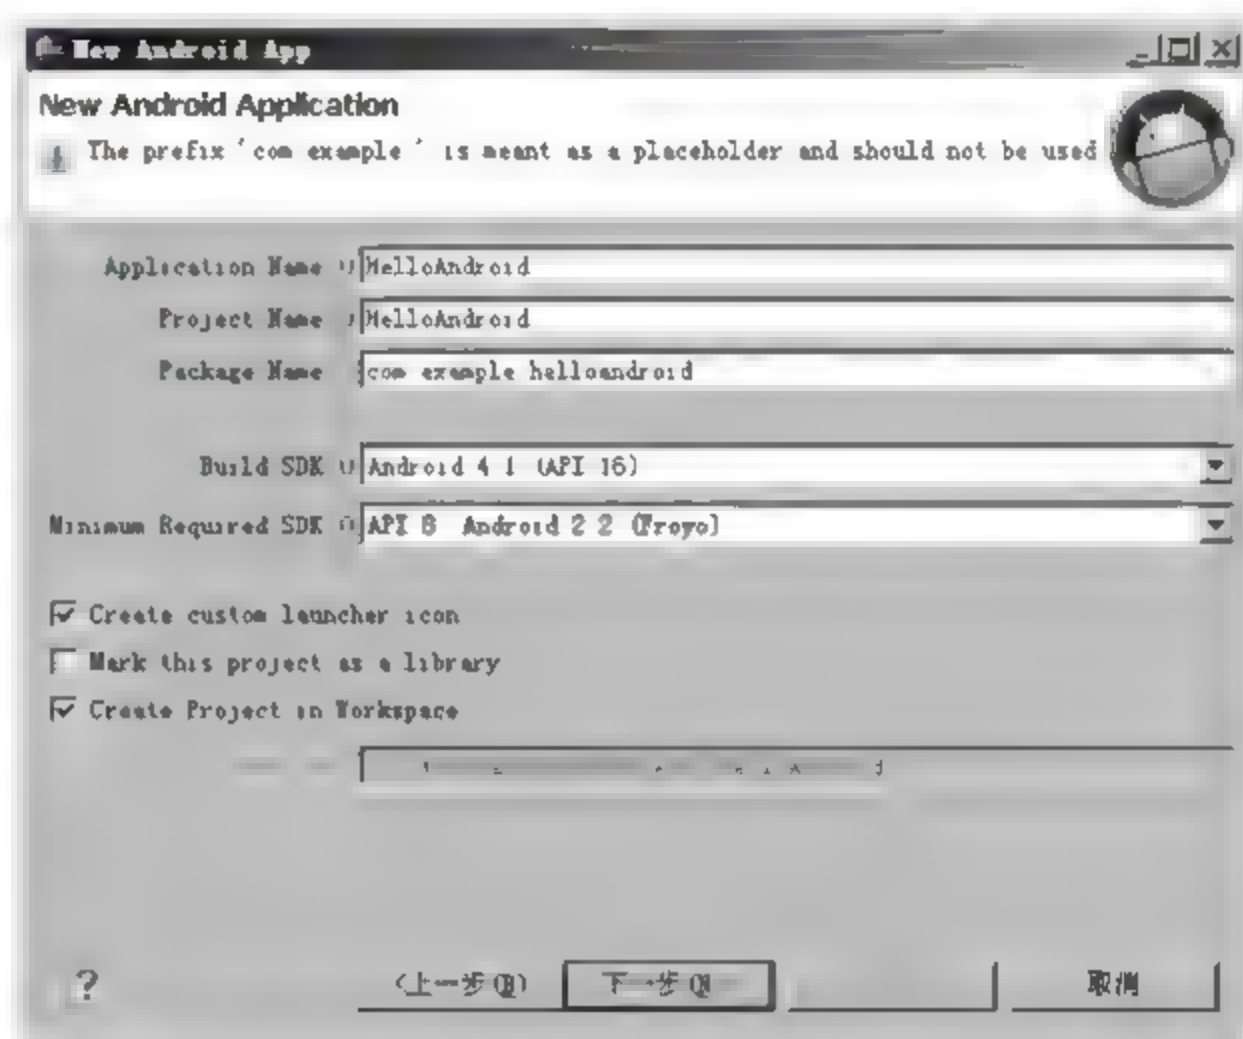 New Android App
New Android Application
The prefix 'com example ' is meant as a placeholder and should not be used
Application Name HelloAndroid
Project Name HelloAndroid
Package Name com example helloandroid
Build SDK Android 4 1 (API 16)
Minimum Required SDK API 8 Android 2 2 (Froyo)
Create custom launcher icon
Mark this project as a library
Create Project in Workspace
?
<上一步(B) 下一步(N) 取消